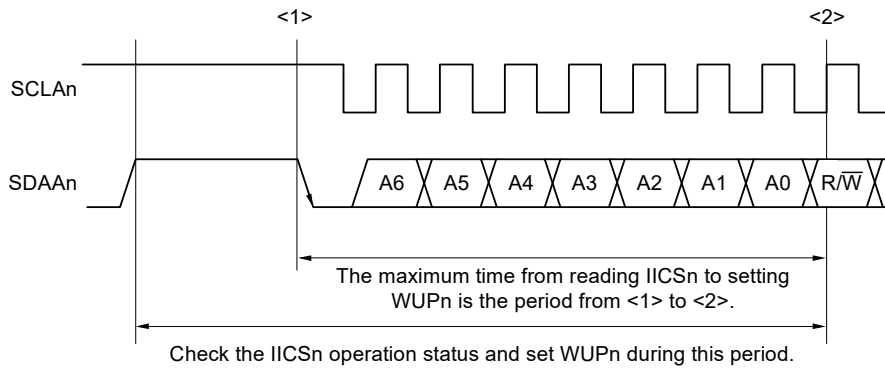 <1> <2>
SCLAn
SDAAn A6 A5 A4 A3 A2 A1 A0 R/W̅
The maximum time from reading IICSn to setting
WUPn is the period from <1> to <2>.
Check the IICSn operation status and set WUPn during this period.